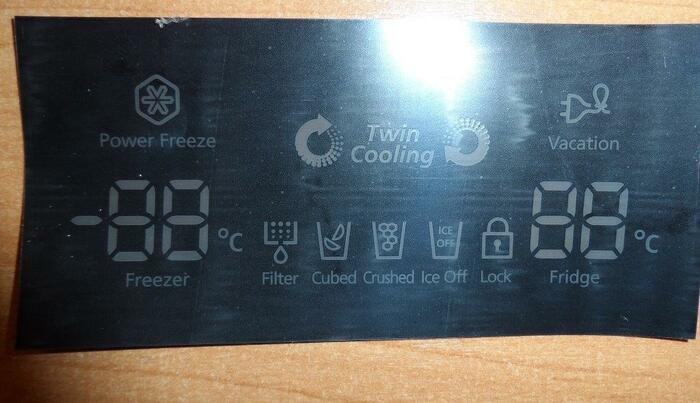 Power Freeze
Twin
Cooling
Vacation
-88 °C
ICE
OFF
88 °C
Freezer
Filter
Cubed
Crushed
Ice Off
Lock
Fridge